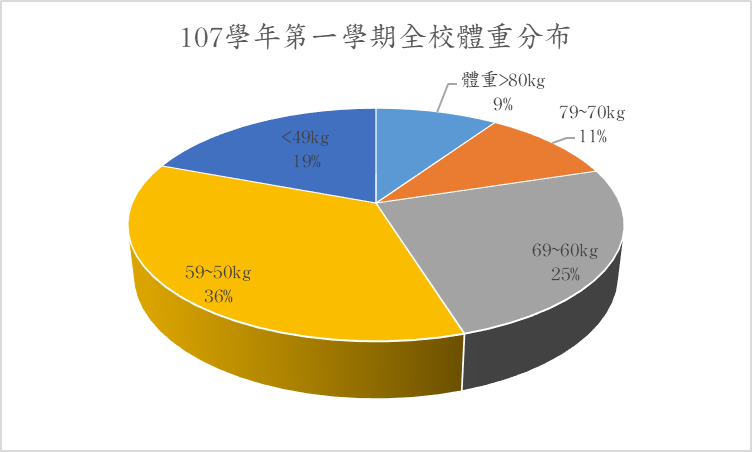 107學年第一學期全校體重分布
體重>80kg
9%
79~70kg
11%
<49kg
19%
69~60kg
25%
59~50kg
36%